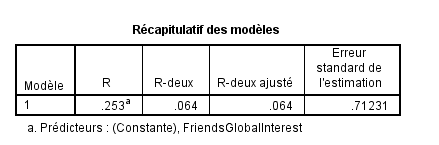 Récapitulatif des modèles
Modèle R R-deux R-deux ajusté Erreur standard de l'estimation
1 .253a .064 .064 .71231
a. Prédicteurs : (Constante), FriendsGlobalInterest